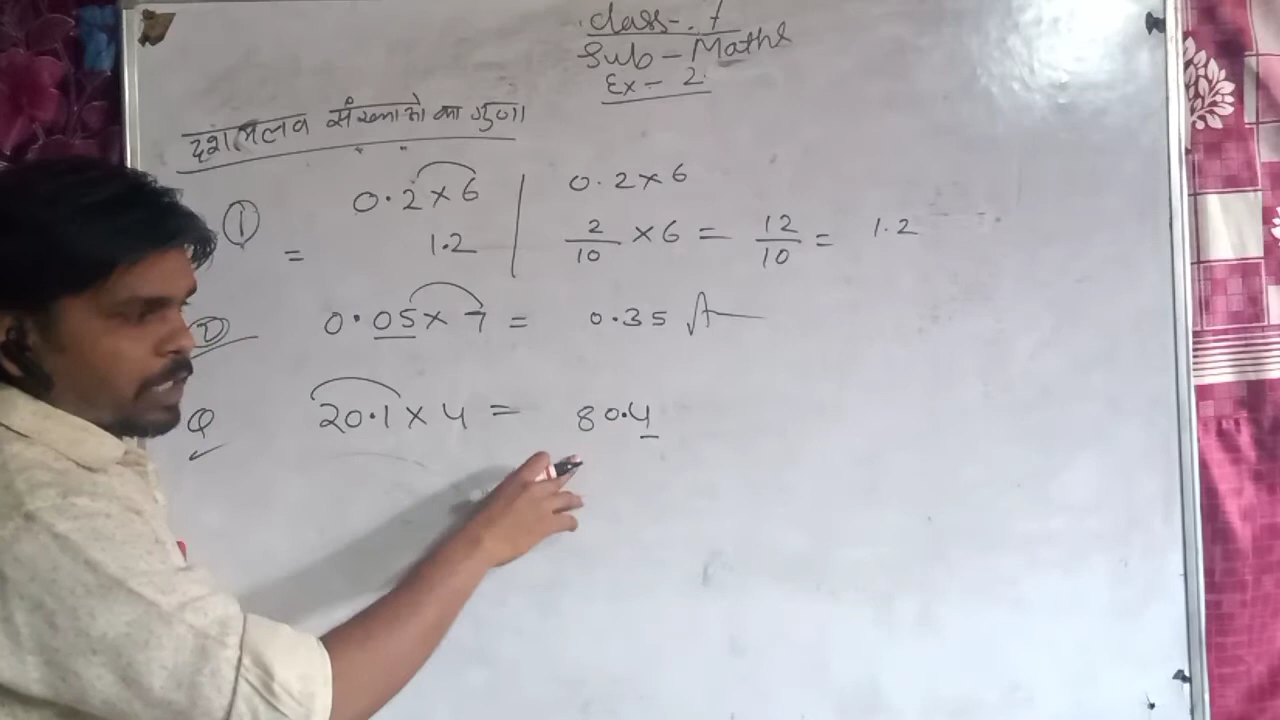 Class-7
Sub-Maths
Ex-2.
दशमलव संख्याओ का गुणा
① 0.2×6 | 0.2×6
= 1.2 | 2/10 ×6 = 12/10 = 1.2
② 0.05×7 = 0.35
Q 20.1×4 = 80.4